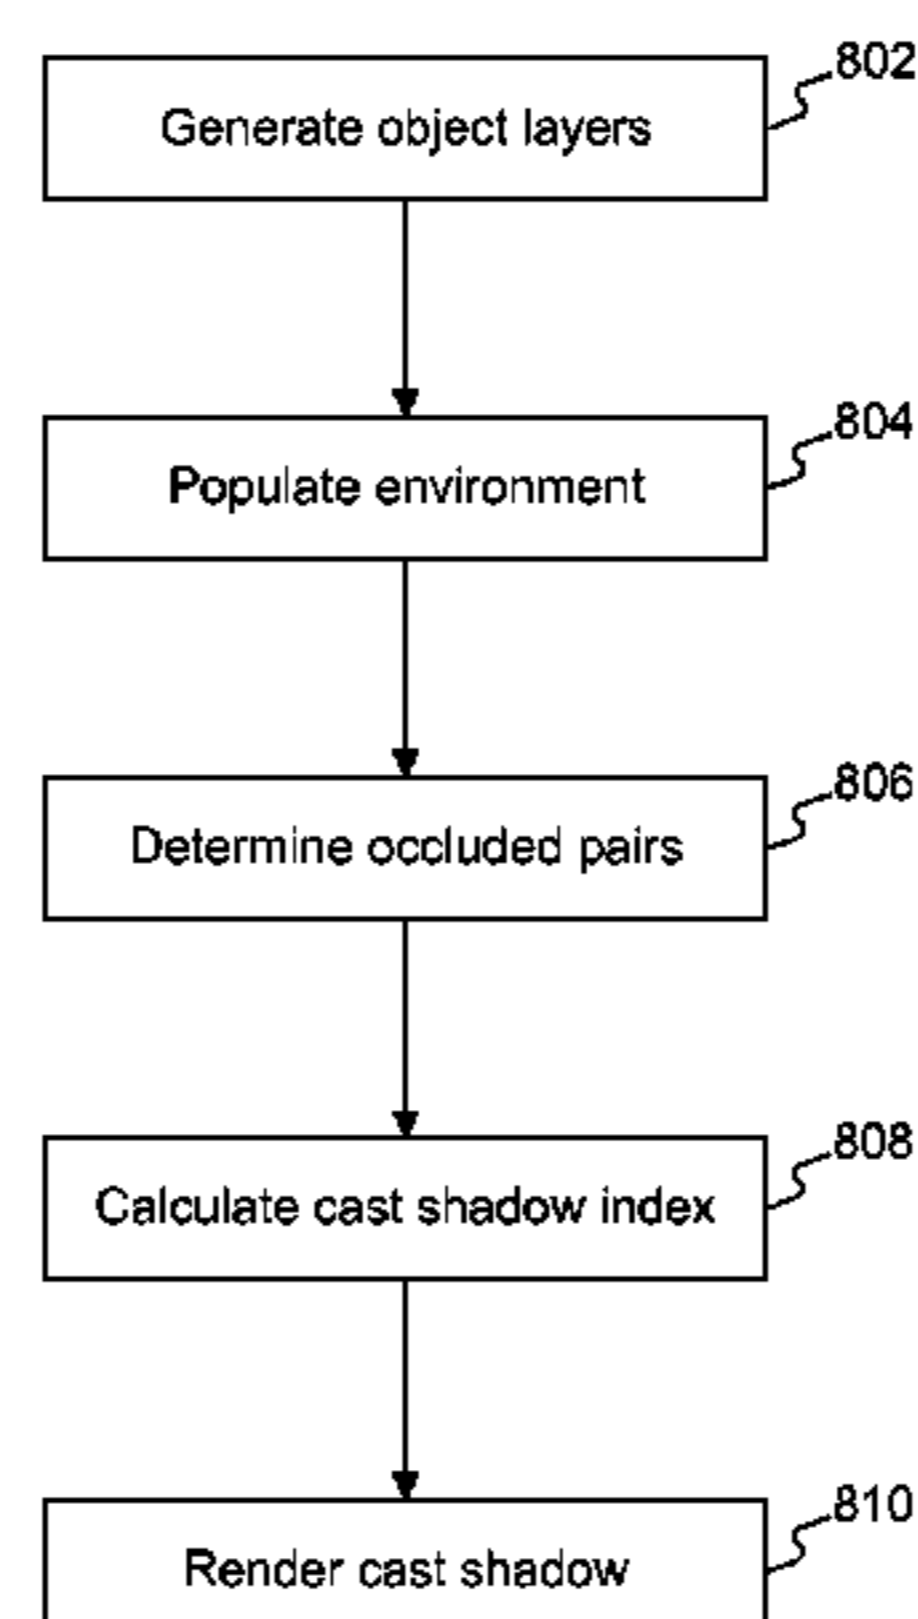 802
Generate object layers
804
Populate environment
806
Determine occluded pairs
808
Calculate cast shadow index
810
Render cast shadow